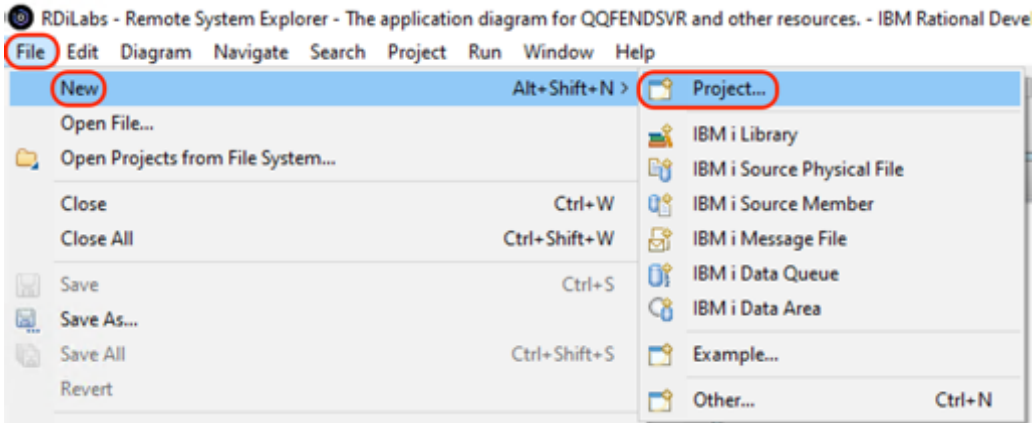 RDiLabs - Remote System Explorer - The application diagram for QQFENDSVR and other resources. - IBM Rational Deve
File Edit Diagram Navigate Search Project Run Window Help
New Alt+Shift+N >
Open File...
Open Projects from File System...
Close Ctrl+W
Close All Ctrl+Shift+W
Save Ctrl+S
Save As...
Save All Ctrl+Shift+S
Revert
Project...
IBM i Library
IBM i Source Physical File
IBM i Source Member
IBM i Message File
IBM i Data Queue
IBM i Data Area
Example...
Other... Ctrl+N